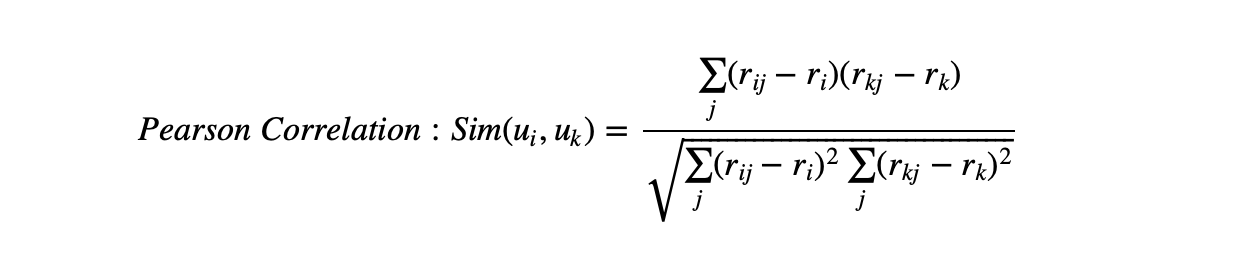 Pearson Correlation : Sim(u_i, u_k) = \frac{\sum_j (r_{ij} - r_i)(r_{kj} - r_k)}{\sqrt{\sum_j (r_{ij} - r_i)^2 \sum_j (r_{kj} - r_k)^2}}